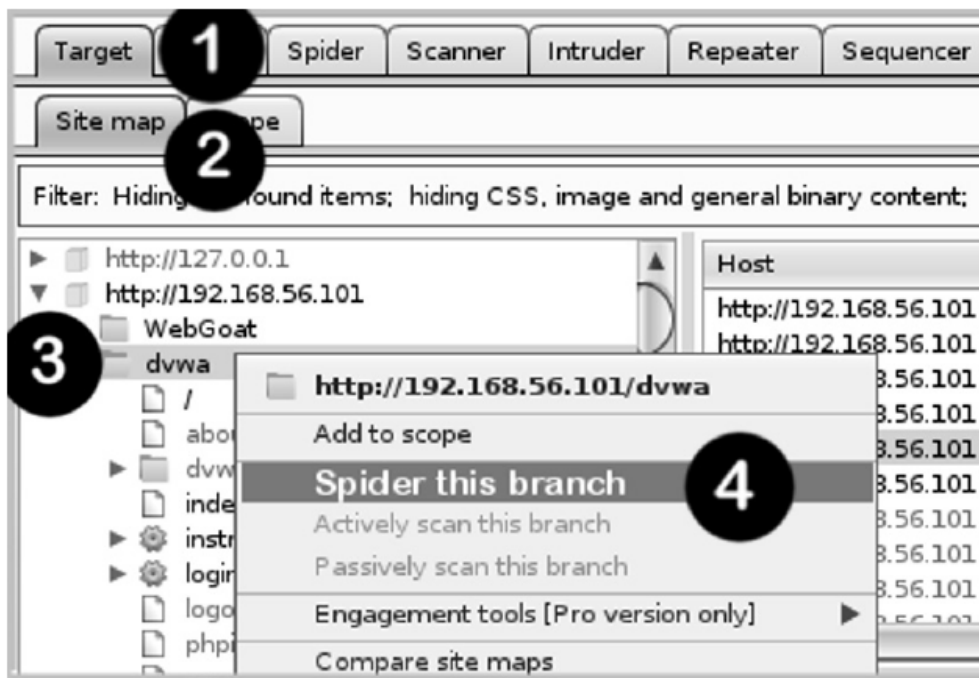 Target 1 Spider Scanner Intruder Repeater Sequencer
Site map 2
Filter: Hiding items; hiding CSS, image and general binary content;
http://127.0.0.1
Host
http://192.168.56.101
http://192.168.56.101
WebGoat
http://192.168.56.101
3 dvwa
http://192.168.56.101/dvwa
/
Add to scope
Spider this branch 4
Actively scan this branch
Passively scan this branch
Engagement tools [Pro version only]
Compare site maps